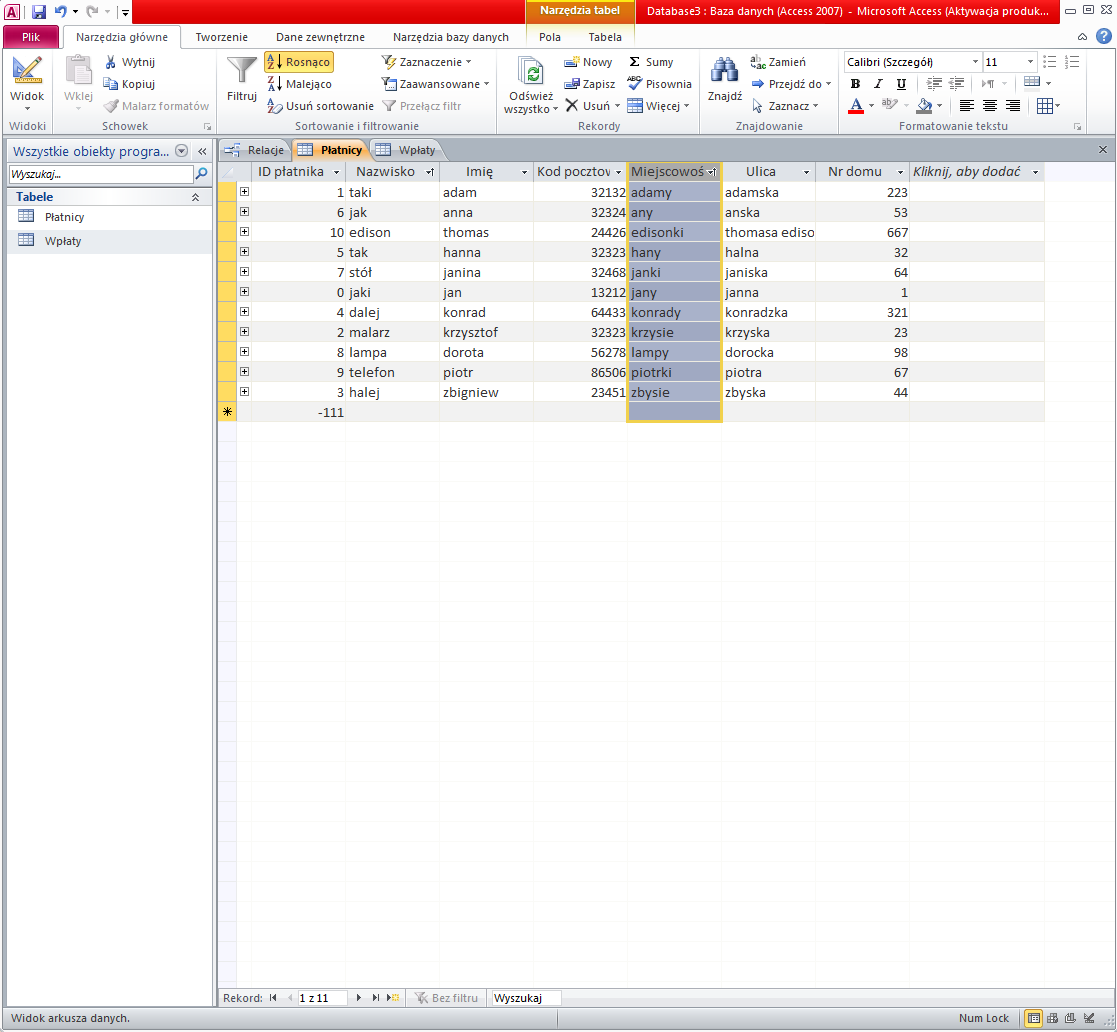 Narzędzia tabel
Database3 : Baza danych (Access 2007) - Microsoft Access (Aktywacja produk...
Plik Narzędzia główne Tworzenie Dane zewnętrzne Narzędzia bazy danych Pola Tabela
Widok
Widoki
Wklej
Wytnij
Kopiuj
Malarz formatów
Schowek
Filtruj
Rosnąco
Malejąco
Usuń sortowanie
Zaznaczenie
Zaawansowane
Przełącz filtr
Sortowanie i filtrowanie
Odśwież
wszystko
Nowy
Zapisz
Usuń
Sumy
Pisownia
Więcej
Rekordy
Znajdź
Zamień
Przejdź do
Zaznacz
Znajdowanie
Calibri (Szczegół) 11
B I U
Formatowanie tekstu
Wszystkie obiekty progra...
Wyszukaj...
Tabele
Płatnicy
Wpłaty
Relacje Płatnicy Wpłaty
ID płatnika Nazwisko Imię Kod pocztow Miejscowoś Ulica Nr domu Kliknij, aby dodać
1 taki adam 32132 adamy adamska 223
6 jak anna 32324 any anska 53
10 edison thomas 24426 edisonki thomasa ediso 667
5 tak hanna 32323 hany halna 32
7 stół janina 32468 janki janiska 64
0 jaki jan 13212 jany janna 1
4 dalej konrad 64433 konrady konradzka 321
2 malarz krzysztof 32323 krzysie krzyska 23
8 lampa dorota 56278 lampy dorocka 98
9 telefon piotr 86506 piotrki piotra 67
3 halej zbigniew 23451 zbysie zbyska 44
-111
Rekord: 1 z 11 Bez filtru Wyszukaj
Widok arkusza danych. Num Lock